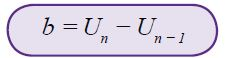 b = Uₙ − Uₙ₋₁